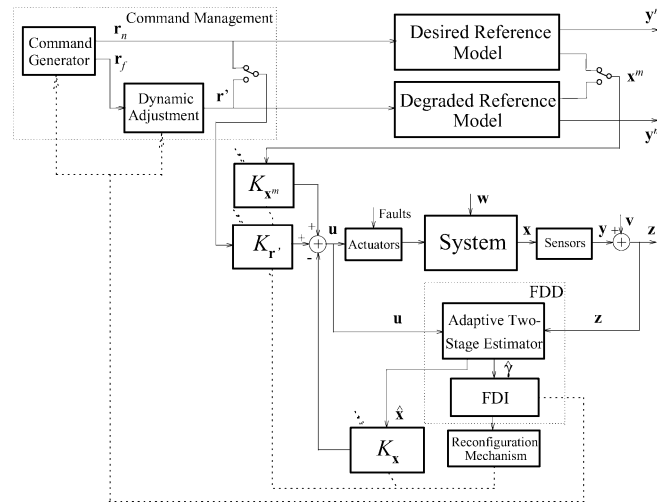 Command Management
r_n
y^r
Command
Generator
r_f
Desired Reference
Model
x^m
Dynamic
Adjustment
r'
Degraded Reference
Model
y^r
K_x^m
w
Faults
v
K_r'
+
+
+
-
u
Actuators
System
x
Sensors
y
+
+
z
FDD
u
Adaptive Two-
Stage Estimator
z
γ̂
FDI
x̂
K_x
Reconfiguration
Mechanism